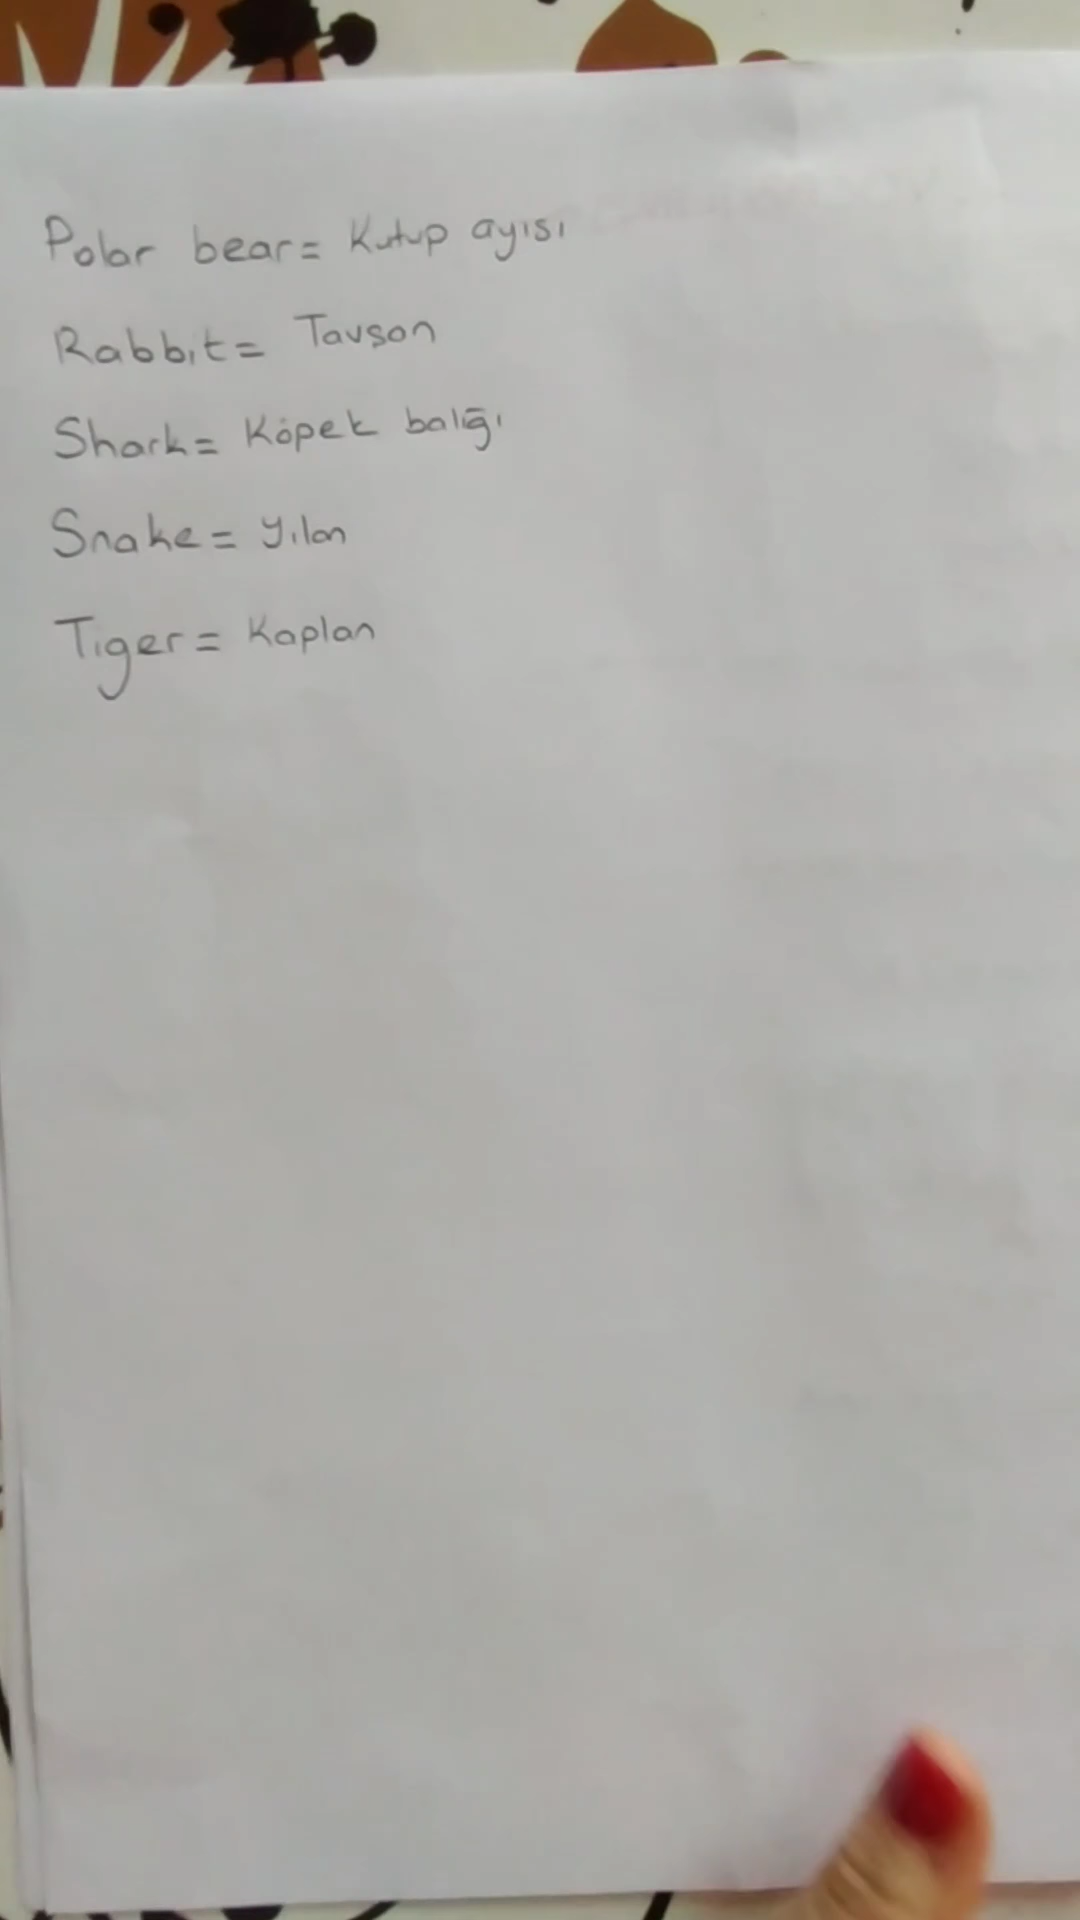 Polar bear= Kutup ayısı
Rabbit= Tavşan
Shark= Köpek balığı
Snake= Yılan
Tiger= Kaplan